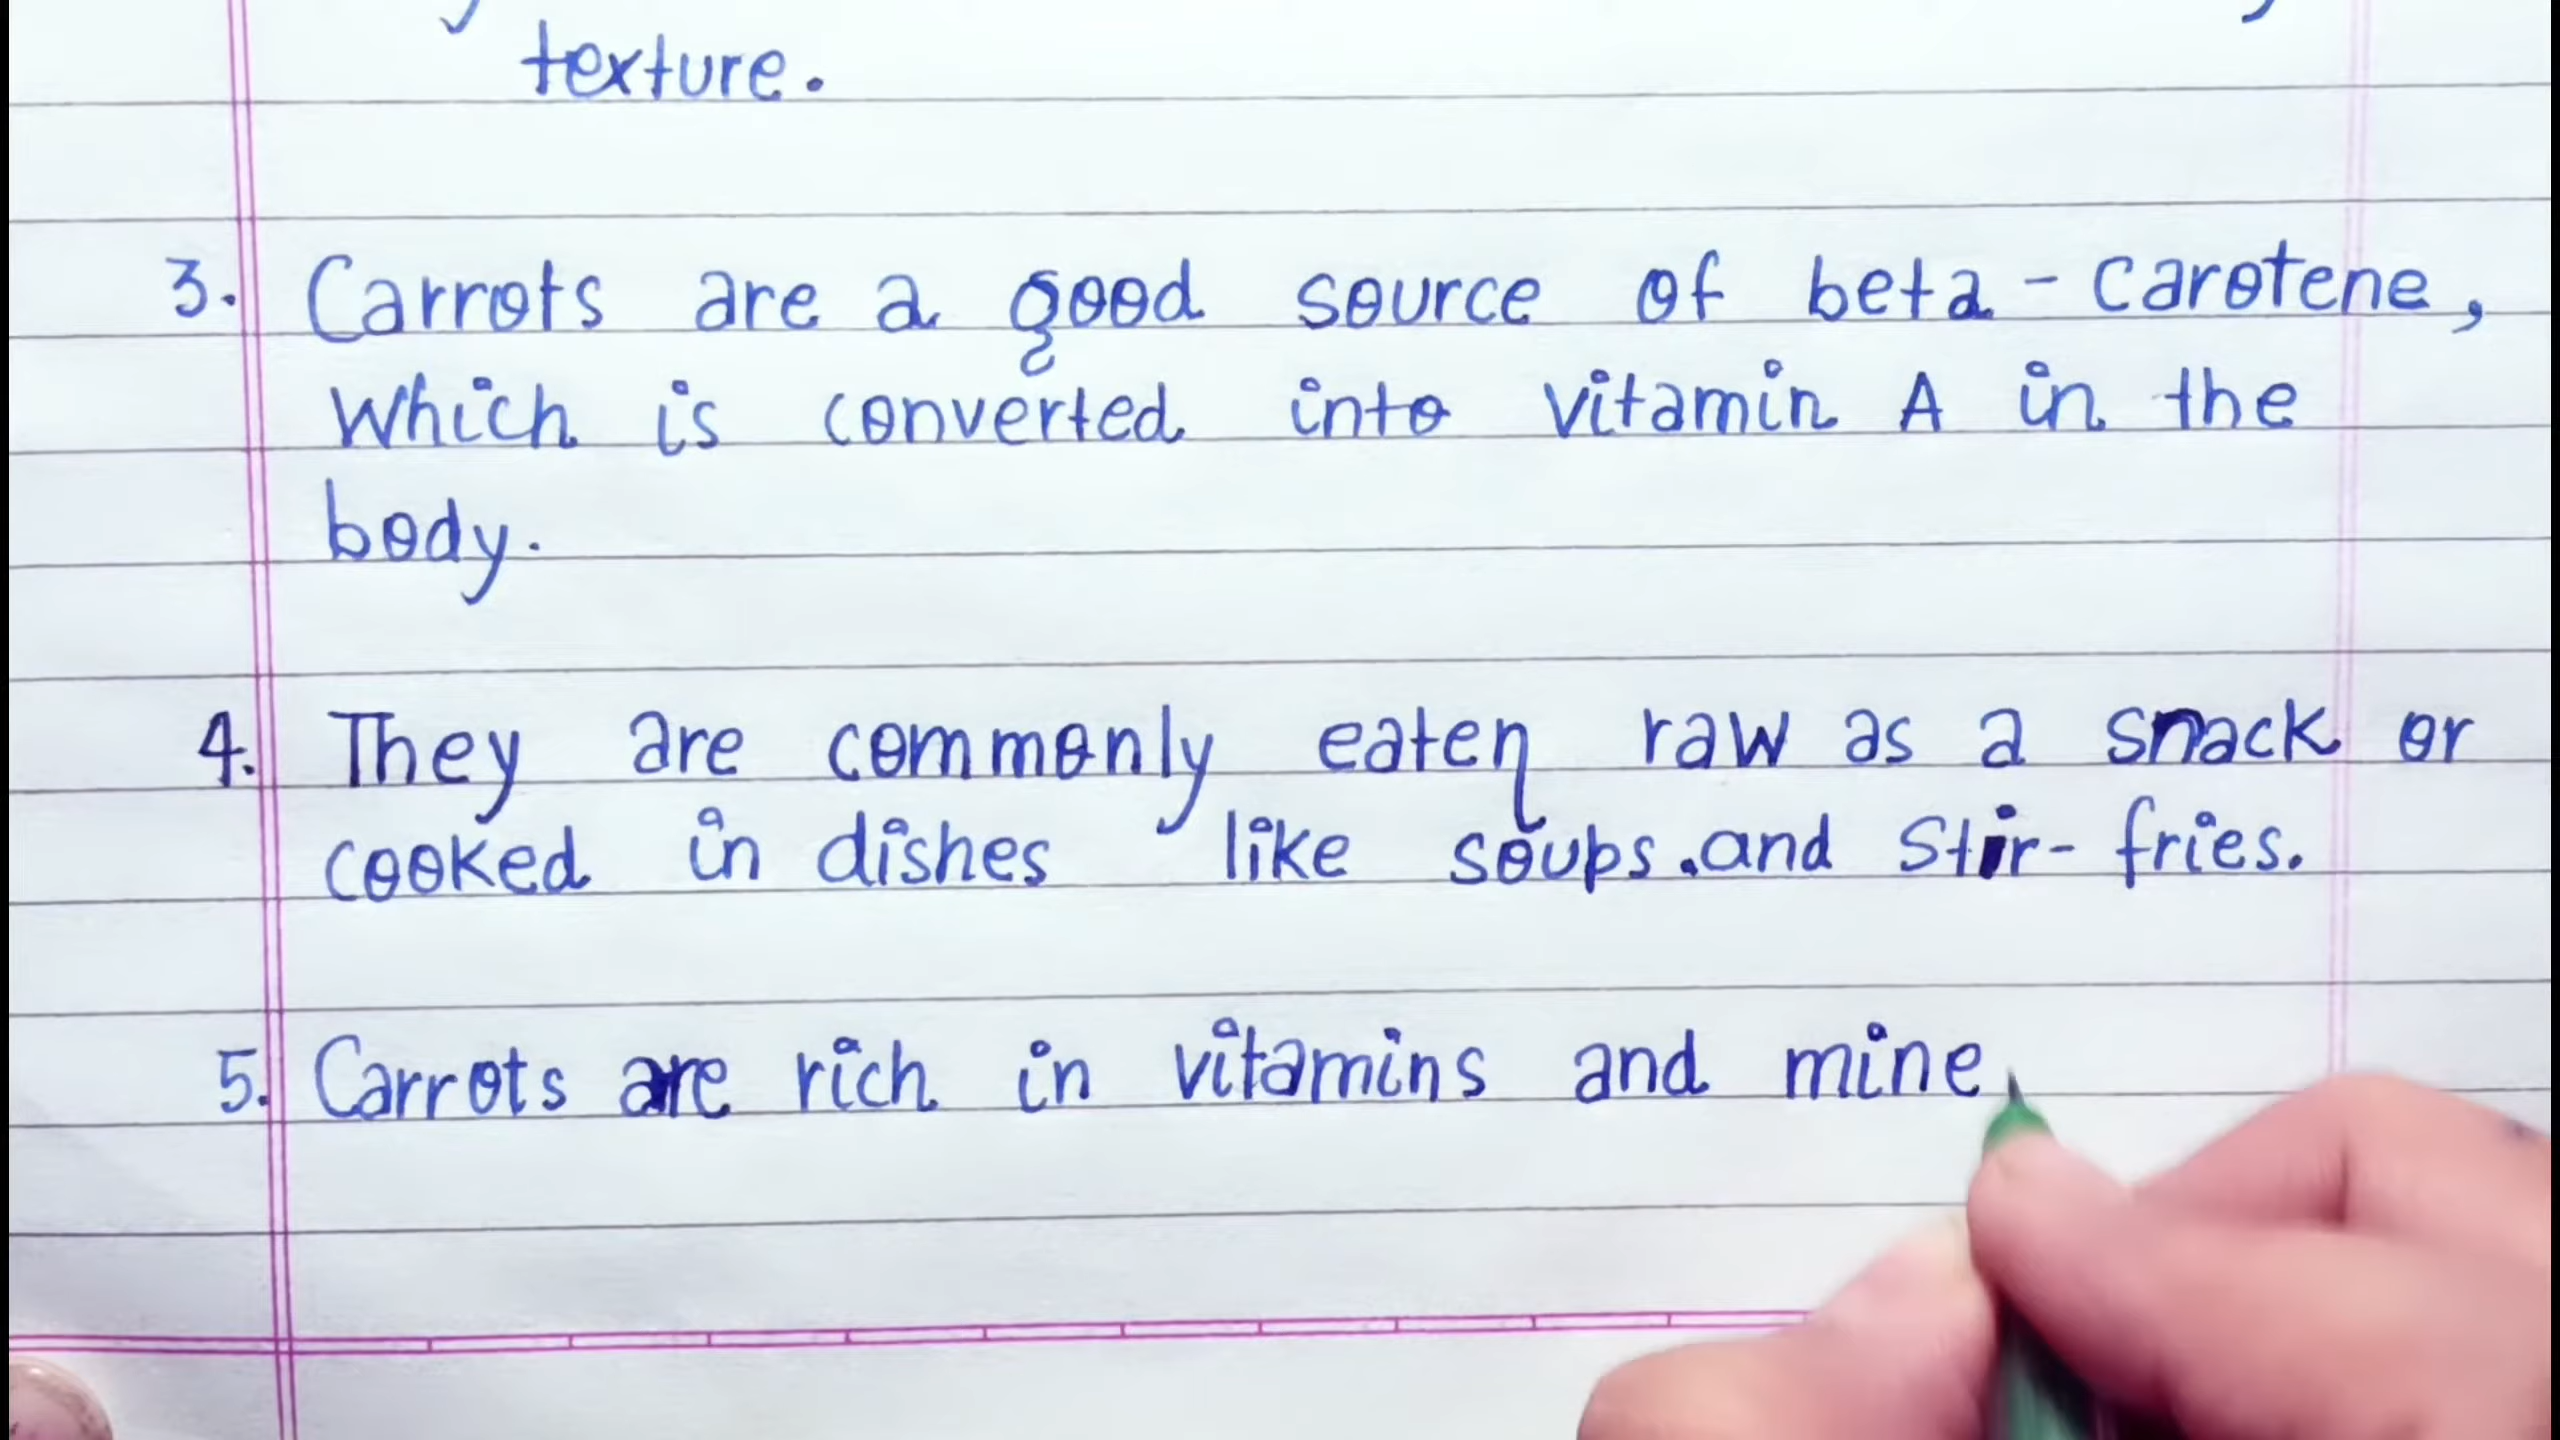 texture.
3. Carrots are a good source of beta - carotene,
which is converted into vitamin A in the
body.
4. They are commonly eaten raw as a snack or
cooked in dishes like soups .and Stir- fries.
5. Carrots are rich in vitamins and mine